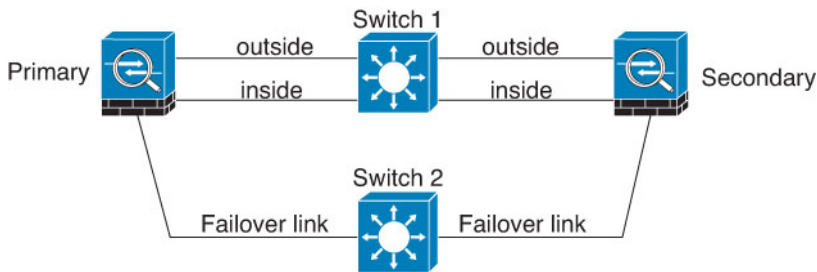 Switch 1
outside
outside
Primary
Secondary
inside
inside
Switch 2
Failover link
Failover link